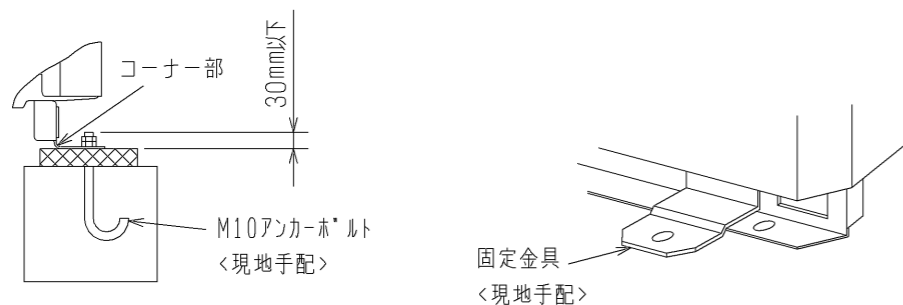 コーナー部
30mm以下
M10アンカーボルト
<現地手配>
固定金具
<現地手配>